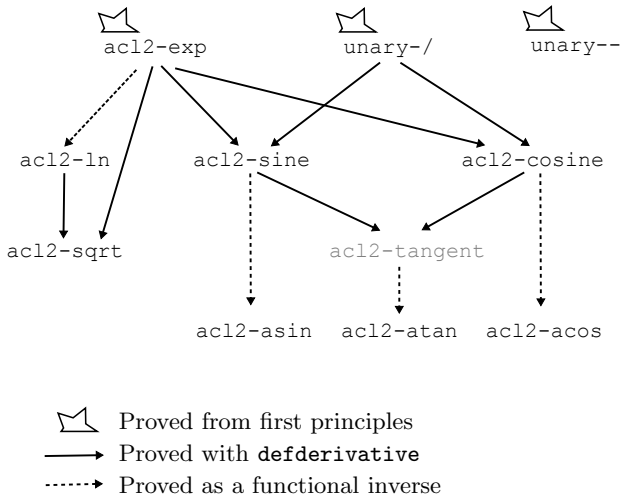 acl2-exp unary-/ unary--
acl2-ln acl2-sine acl2-cosine
acl2-sqrt acl2-tangent
acl2-asin acl2-atan acl2-acos
Proved from first principles
Proved with defderivative
Proved as a functional inverse